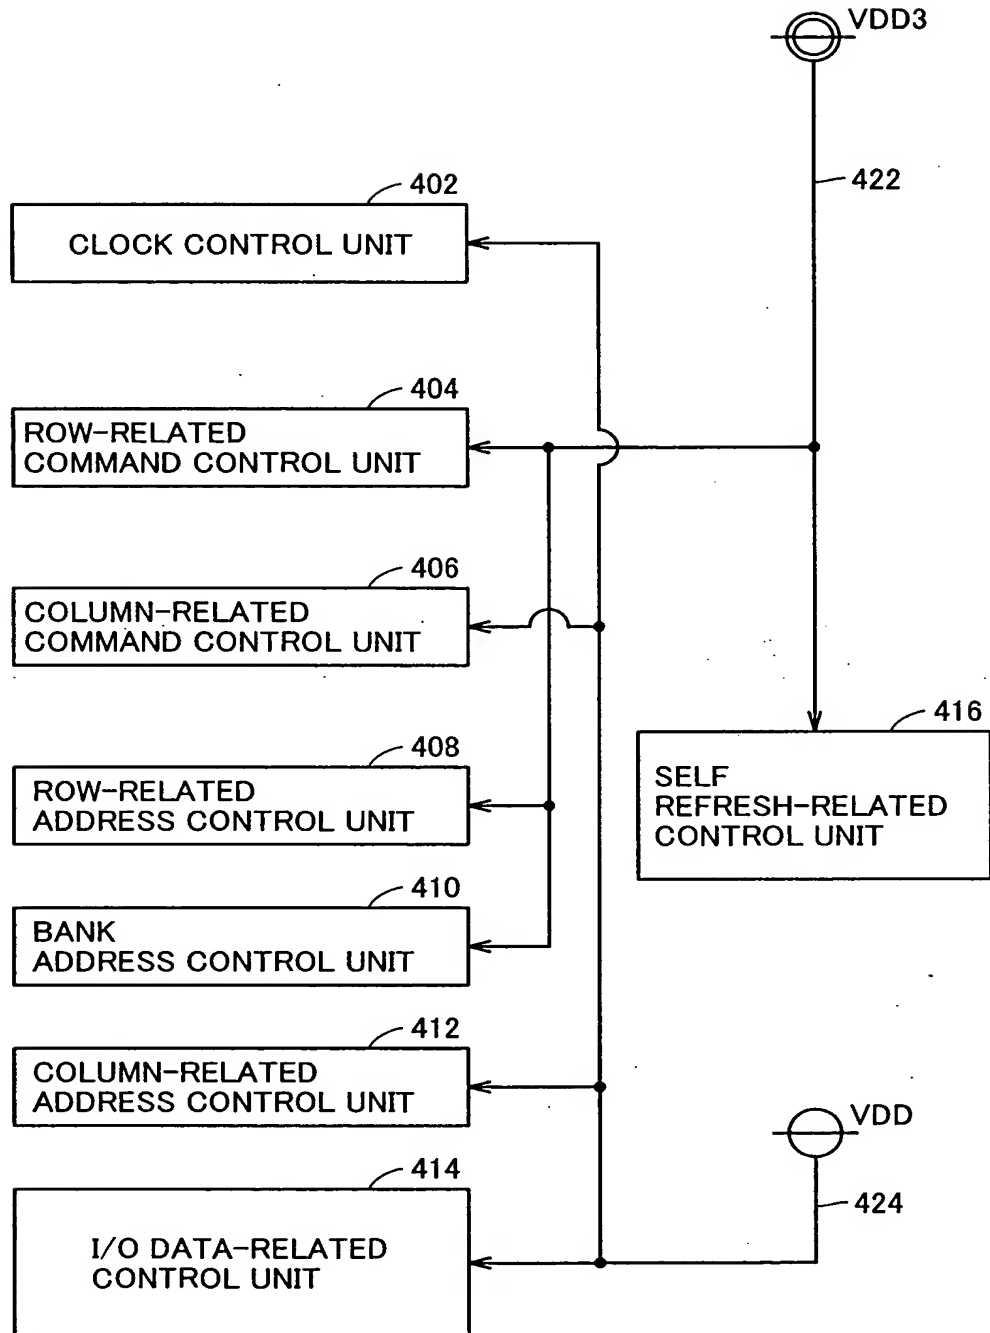 VDD3
422
402
CLOCK CONTROL UNIT
404
ROW-RELATED
COMMAND CONTROL UNIT
406
COLUMN-RELATED
COMMAND CONTROL UNIT
416
SELF
REFRESH-RELATED
CONTROL UNIT
408
ROW-RELATED
ADDRESS CONTROL UNIT
410
BANK
ADDRESS CONTROL UNIT
412
COLUMN-RELATED
ADDRESS CONTROL UNIT
VDD
424
414
I/O DATA-RELATED
CONTROL UNIT